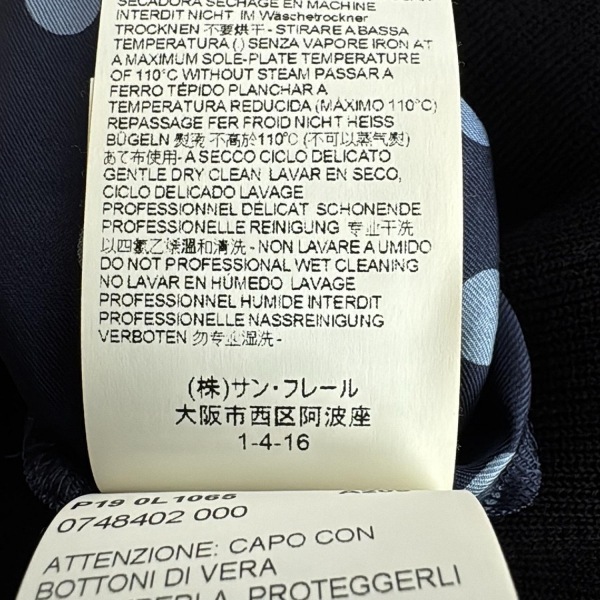 SECADORA SÉCHAGE EN MACHINE
INTERDIT NICHT IM Wäschetrockner
TROCKNEN 不要烘干 - STIRARE A BASSA
TEMPERATURA () SENZA VAPORE IRON AT
A MAXIMUM SOLE-PLATE TEMPERATURE
OF 110°C WITHOUT STEAM PASSAR A
FERRO TÉPIDO PLANCHAR A
TEMPERATURA REDUCIDA (MÁXIMO 110°C)
REPASSAGE FER FROID NICHT HEISS
BÜGELN 熨烫 不高於110°C (不可以蒸气熨)
あて布使用- A SECCO CICLO DELICATO
GENTLE DRY CLEAN LAVAR EN SECO,
CICLO DELICADO LAVAGE
PROFESSIONNEL DÉLICAT SCHONENDE
PROFESSIONELLE REINIGUNG 专业干洗
以四氯乙烯温和清洗 - NON LAVARE A UMIDO
DO NOT PROFESSIONAL WET CLEANING
NO LAVAR EN HÚMEDO LAVAGE
PROFESSIONNEL HUMIDE INTERDIT
PROFESSIONELLE NASSREINIGUNG
VERBOTEN 勿专业湿洗 -
(株)サン・フレール
大阪市西区阿波座
1-4-16
P19 0L1065
0748402 000
ATTENZIONE: CAPO CON
BOTTONI DI VERA
PROTEGGERLI